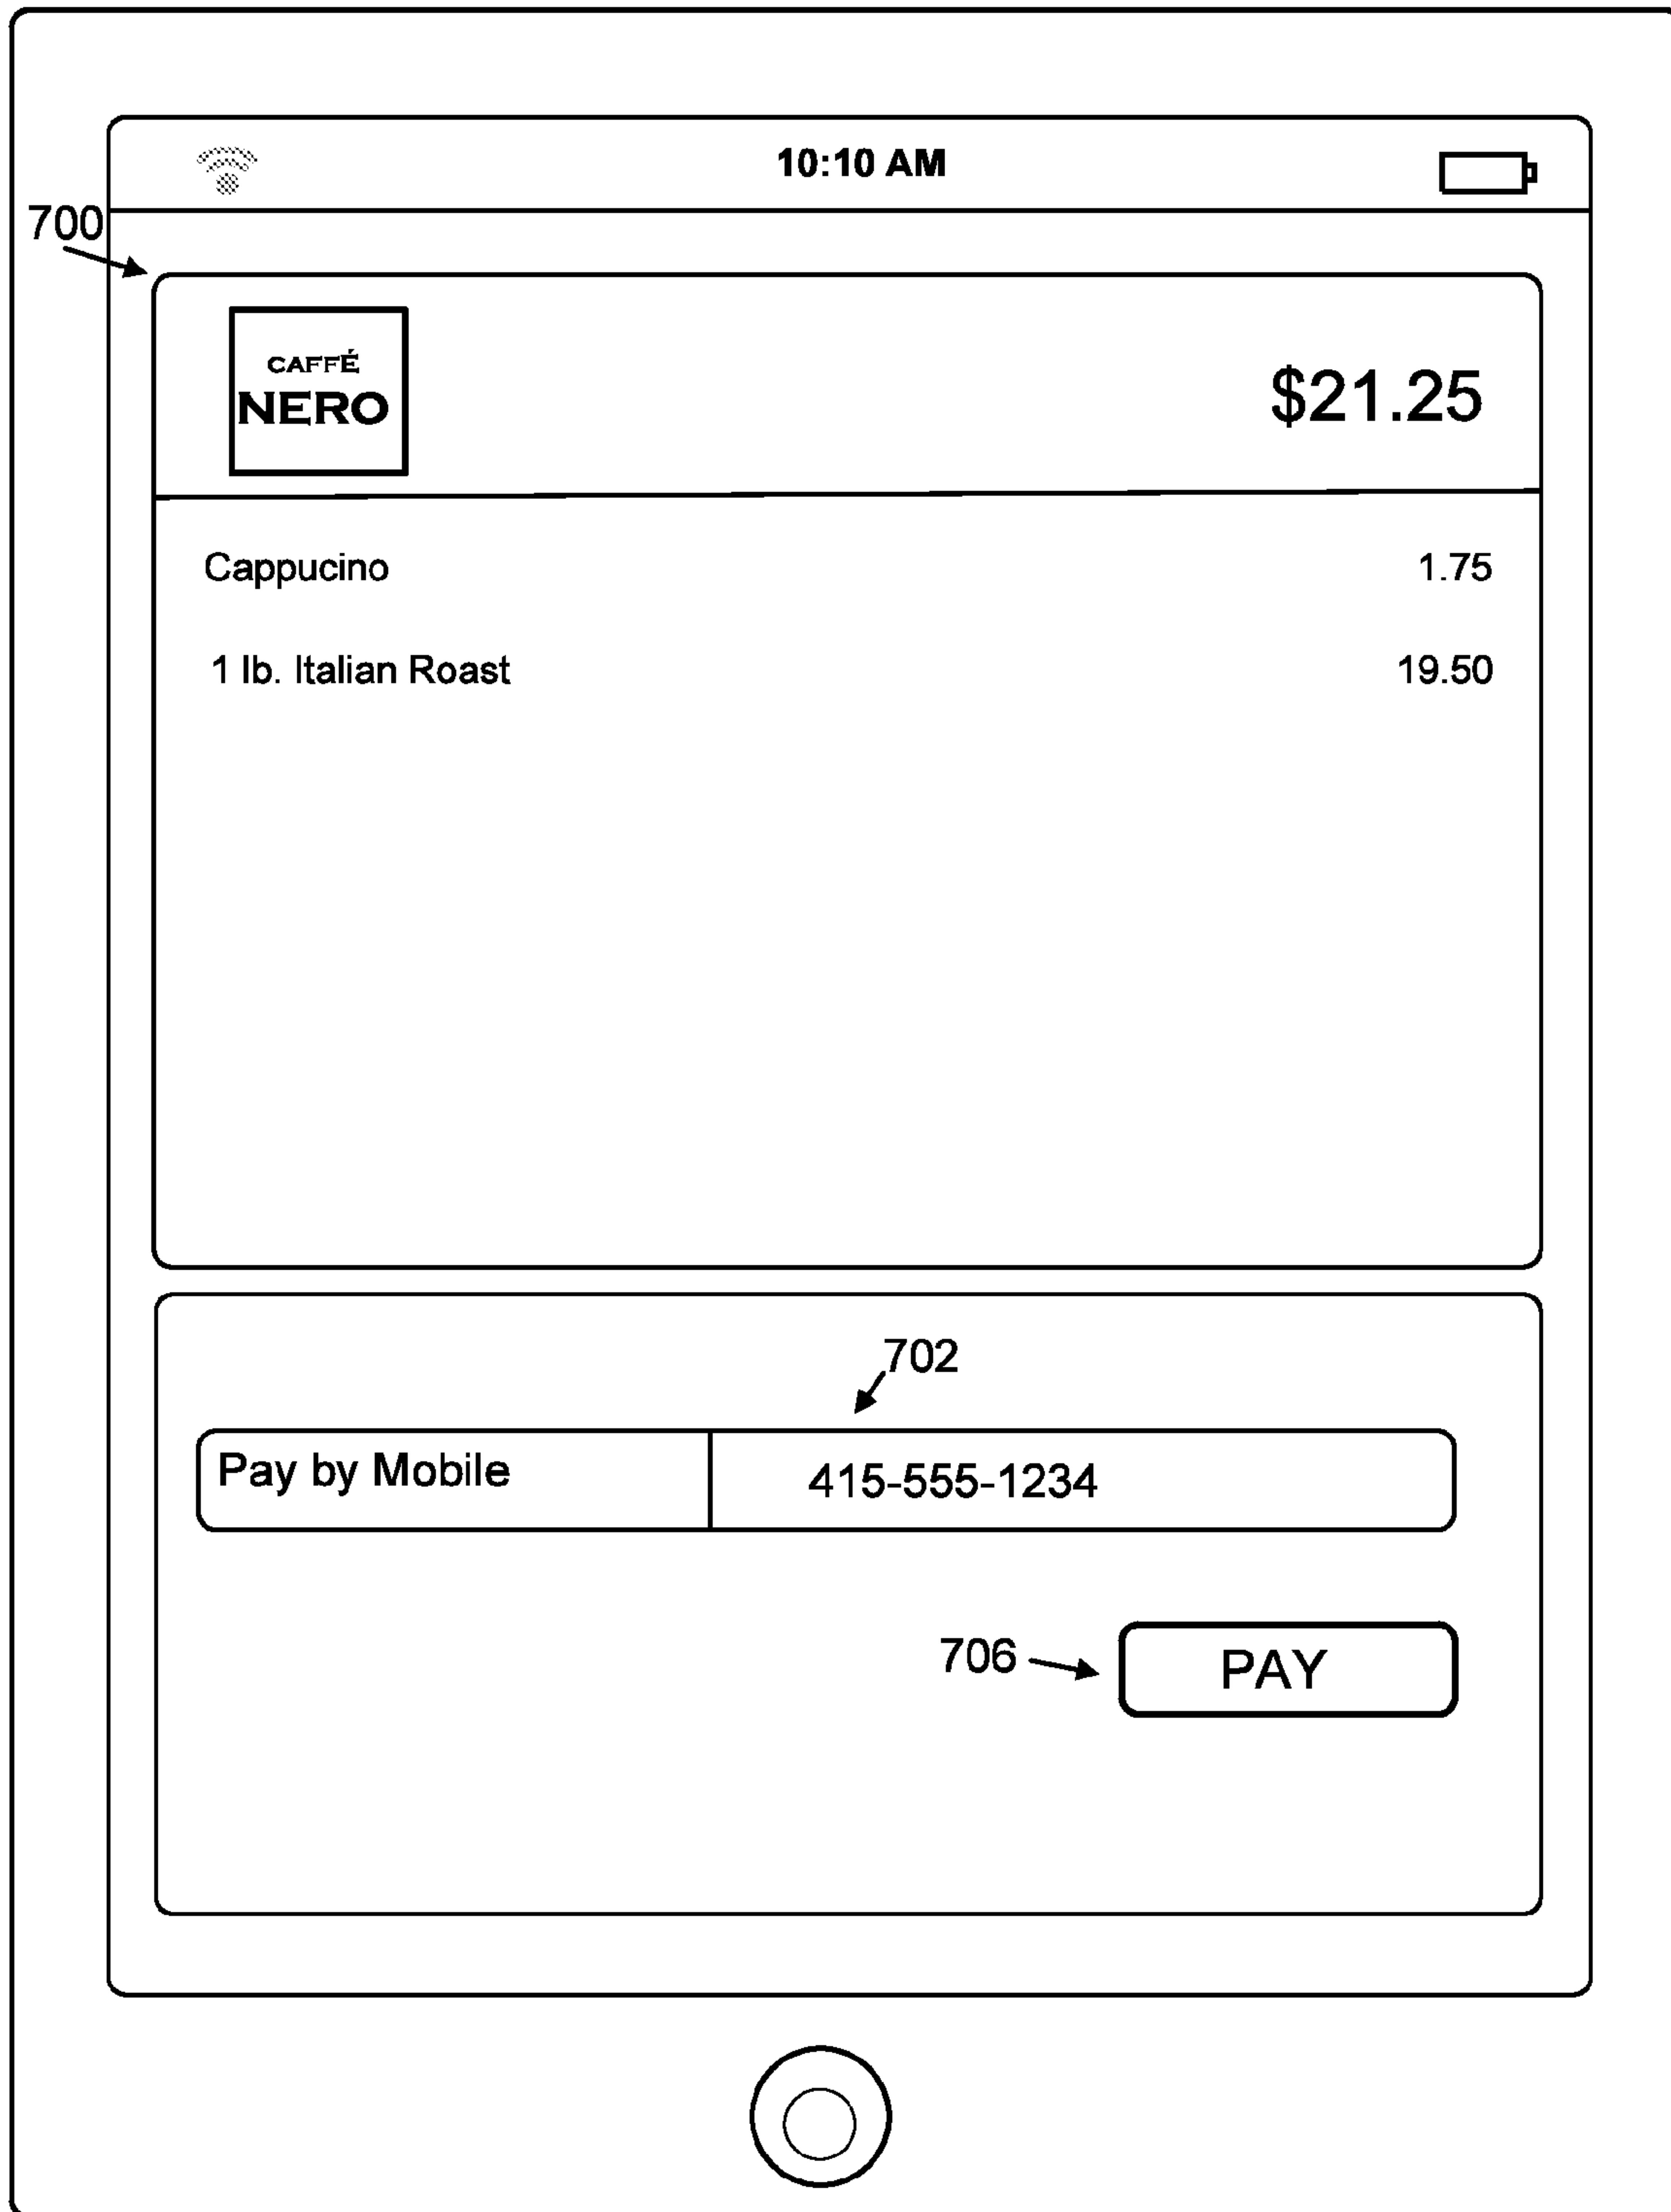 10:10 AM
700
CAFFÉ
NERO
$21.25
Cappucino 1.75
1 lb. Italian Roast 19.50
702
Pay by Mobile 415-555-1234
706 PAY